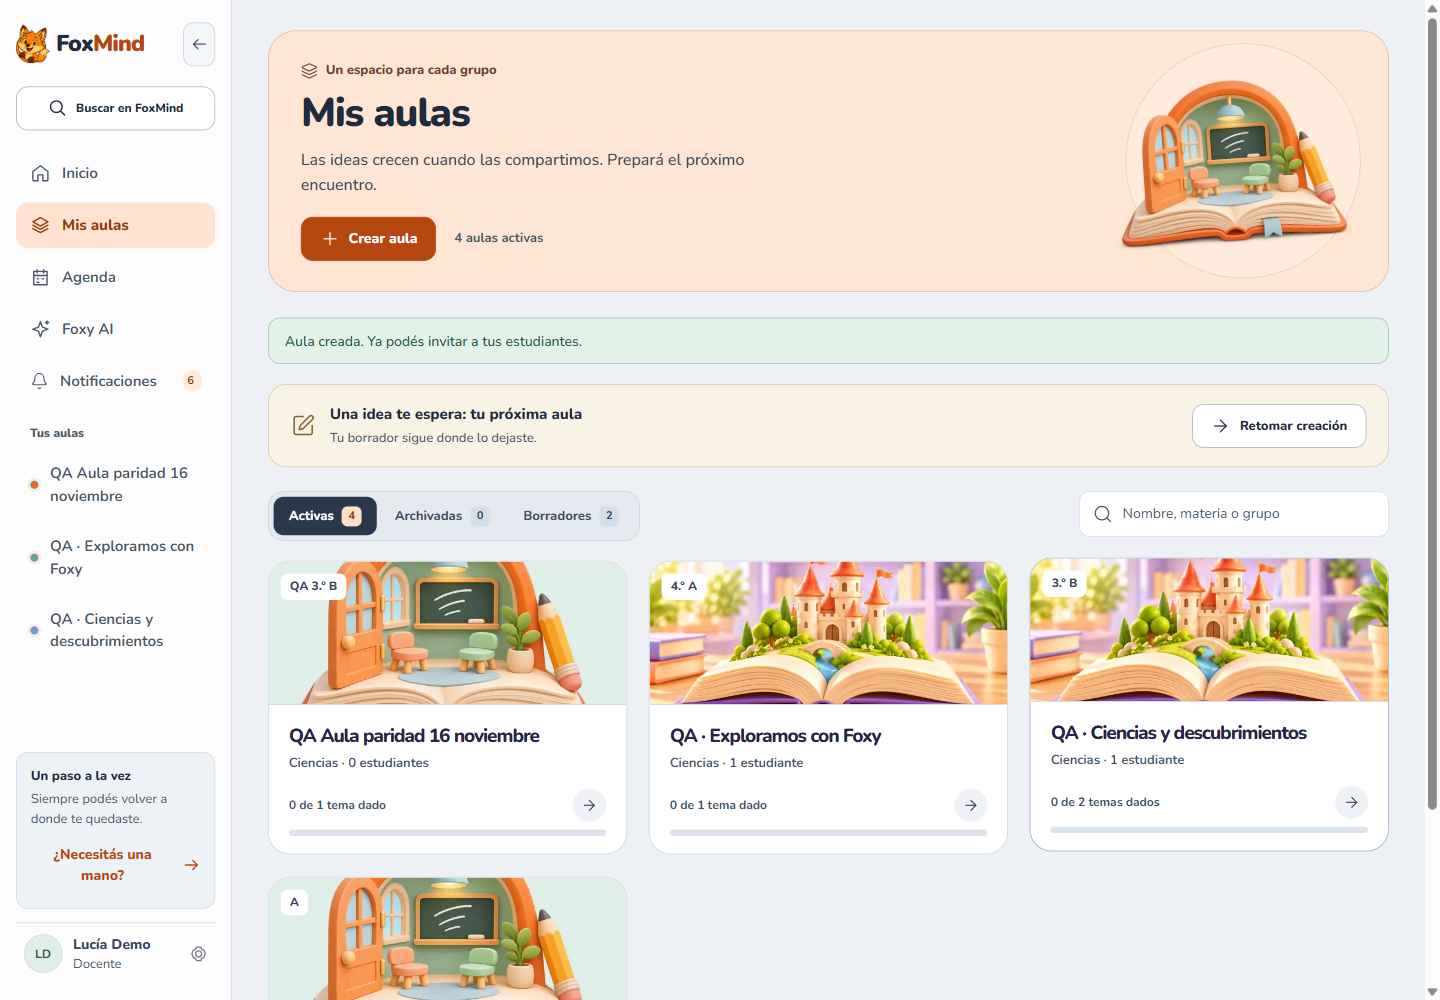 FoxMind
Buscar en FoxMind
Inicio
Mis aulas
Agenda
Foxy AI
Notificaciones 6
Tus aulas
QA Aula paridad 16
noviembre
QA · Exploramos con
Foxy
QA · Ciencias y
descubrimientos
Un paso a la vez
Siempre podés volver a
donde te quedaste.
¿Necesitás una
mano?
LD
Lucía Demo
Docente
Un espacio para cada grupo
Mis aulas
Las ideas crecen cuando las compartimos. Prepará el próximo
encuentro.
Crear aula
4 aulas activas
Aula creada. Ya podés invitar a tus estudiantes.
Una idea te espera: tu próxima aula
Tu borrador sigue donde lo dejaste.
Retomar creación
Activas 4
Archivadas 0
Borradores 2
Nombre, materia o grupo
QA 3.º B
QA Aula paridad 16 noviembre
Ciencias · 0 estudiantes
0 de 1 tema dado
4.º A
QA · Exploramos con Foxy
Ciencias · 1 estudiante
0 de 1 tema dado
3.º B
QA · Ciencias y descubrimientos
Ciencias · 1 estudiante
0 de 2 temas dados
A